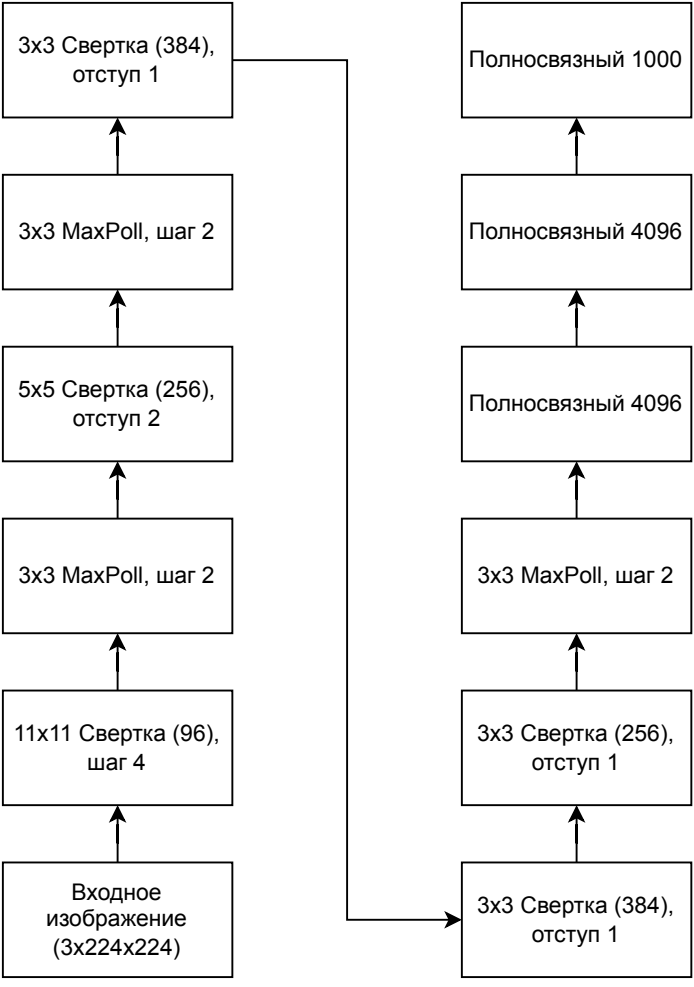 3x3 Свертка (384),
отступ 1
3x3 MaxPoll, шаг 2
5x5 Свертка (256),
отступ 2
3x3 MaxPoll, шаг 2
11x11 Свертка (96),
шаг 4
Входное
изображение
(3x224x224)
Полносвязный 1000
Полносвязный 4096
Полносвязный 4096
3x3 MaxPoll, шаг 2
3x3 Свертка (256),
отступ 1
3x3 Свертка (384),
отступ 1